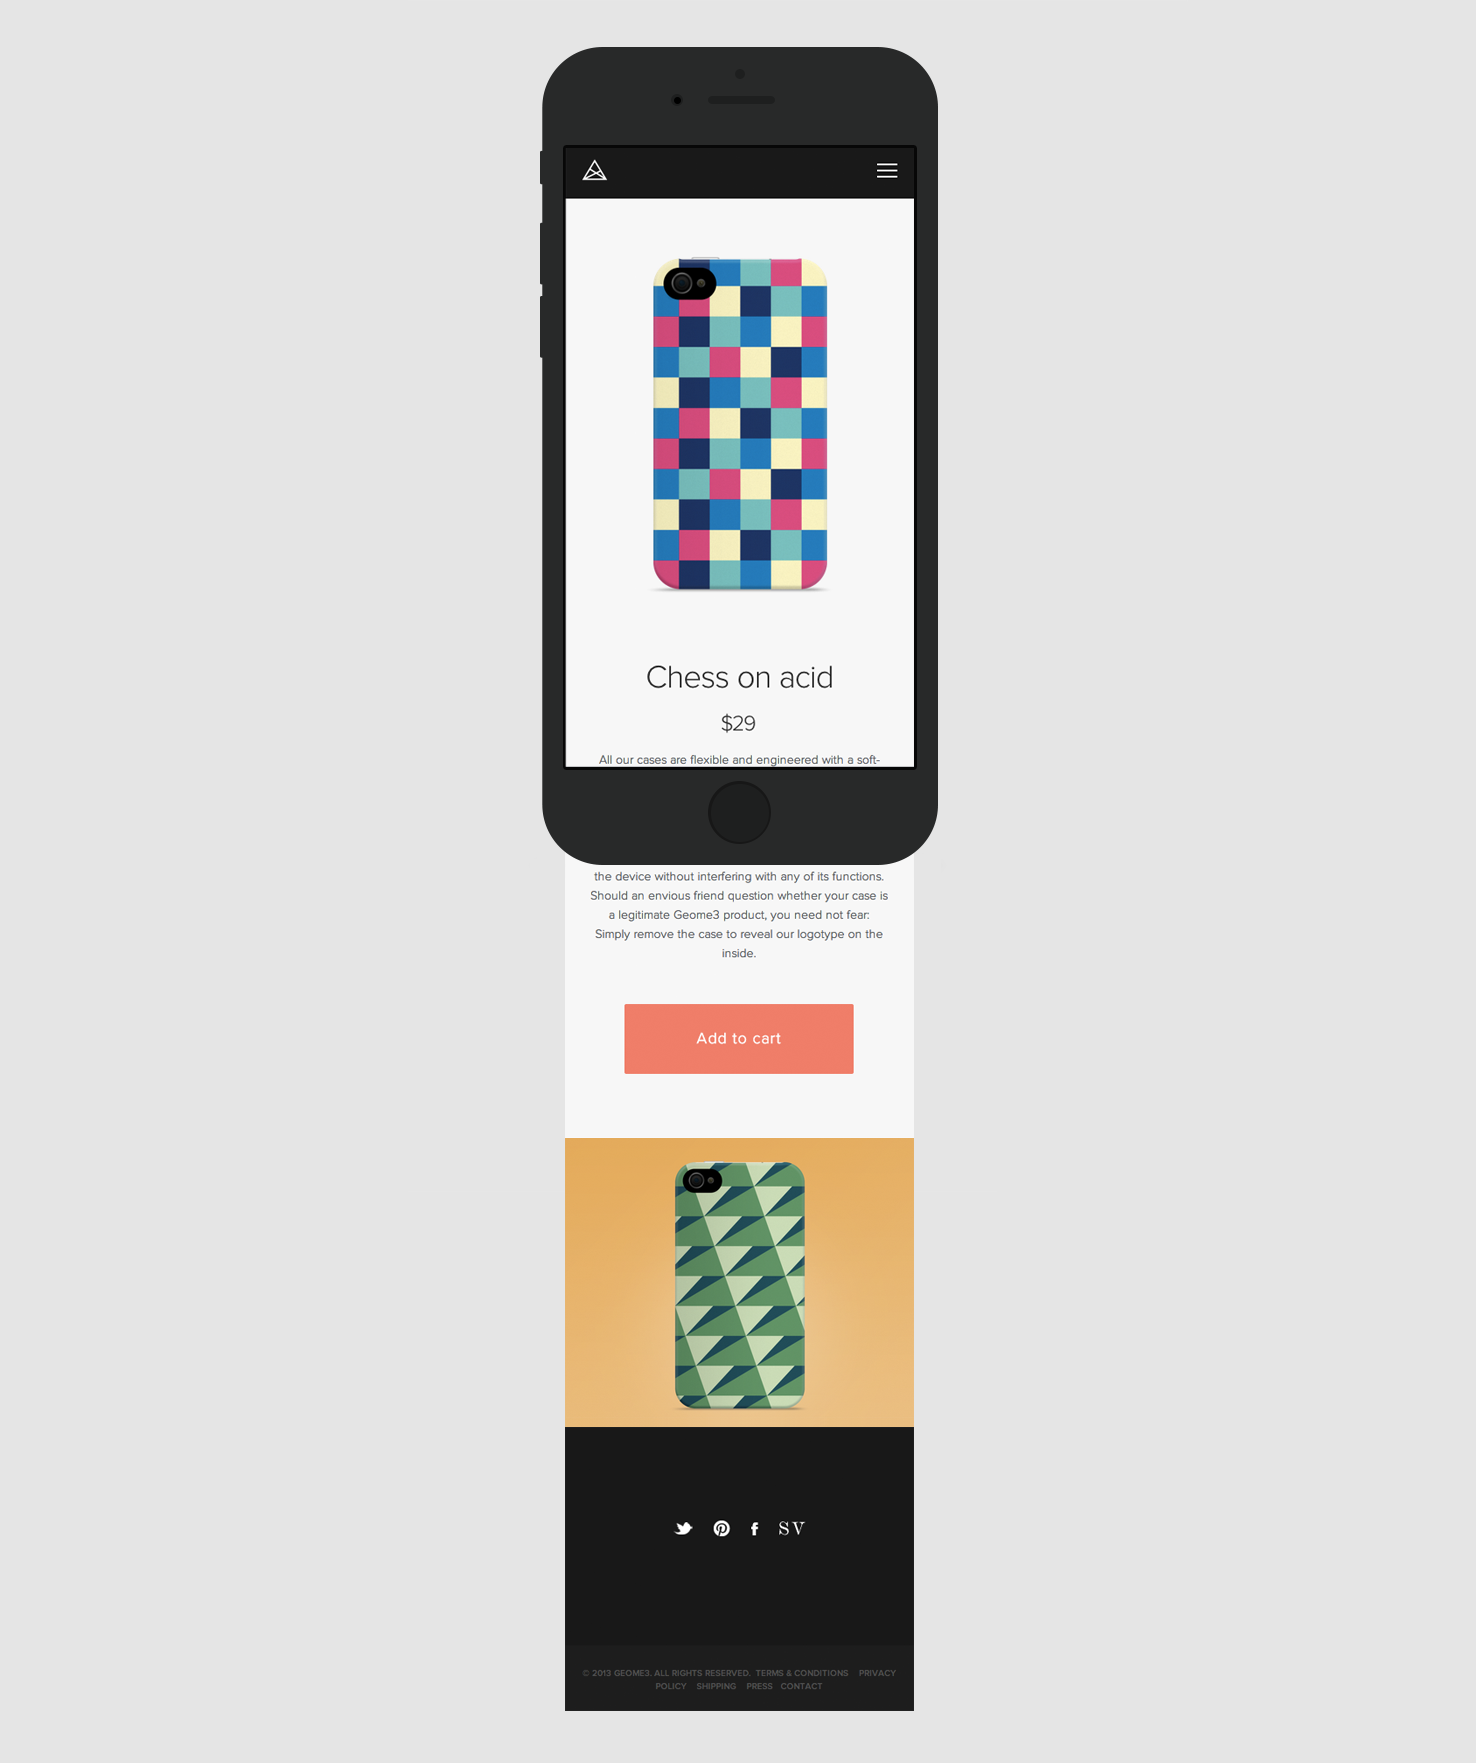 Chess on acid
$29
All our cases are flexible and engineered with a soft-
the device without interfering with any of its functions.
Should an envious friend question whether your case is
a legitimate Geome3 product, you need not fear:
Simply remove the case to reveal our logotype on the
inside.
Add to cart
SV
© 2013 GEOME3. ALL RIGHTS RESERVED. TERMS & CONDITIONS PRIVACY
POLICY SHIPPING PRESS CONTACT